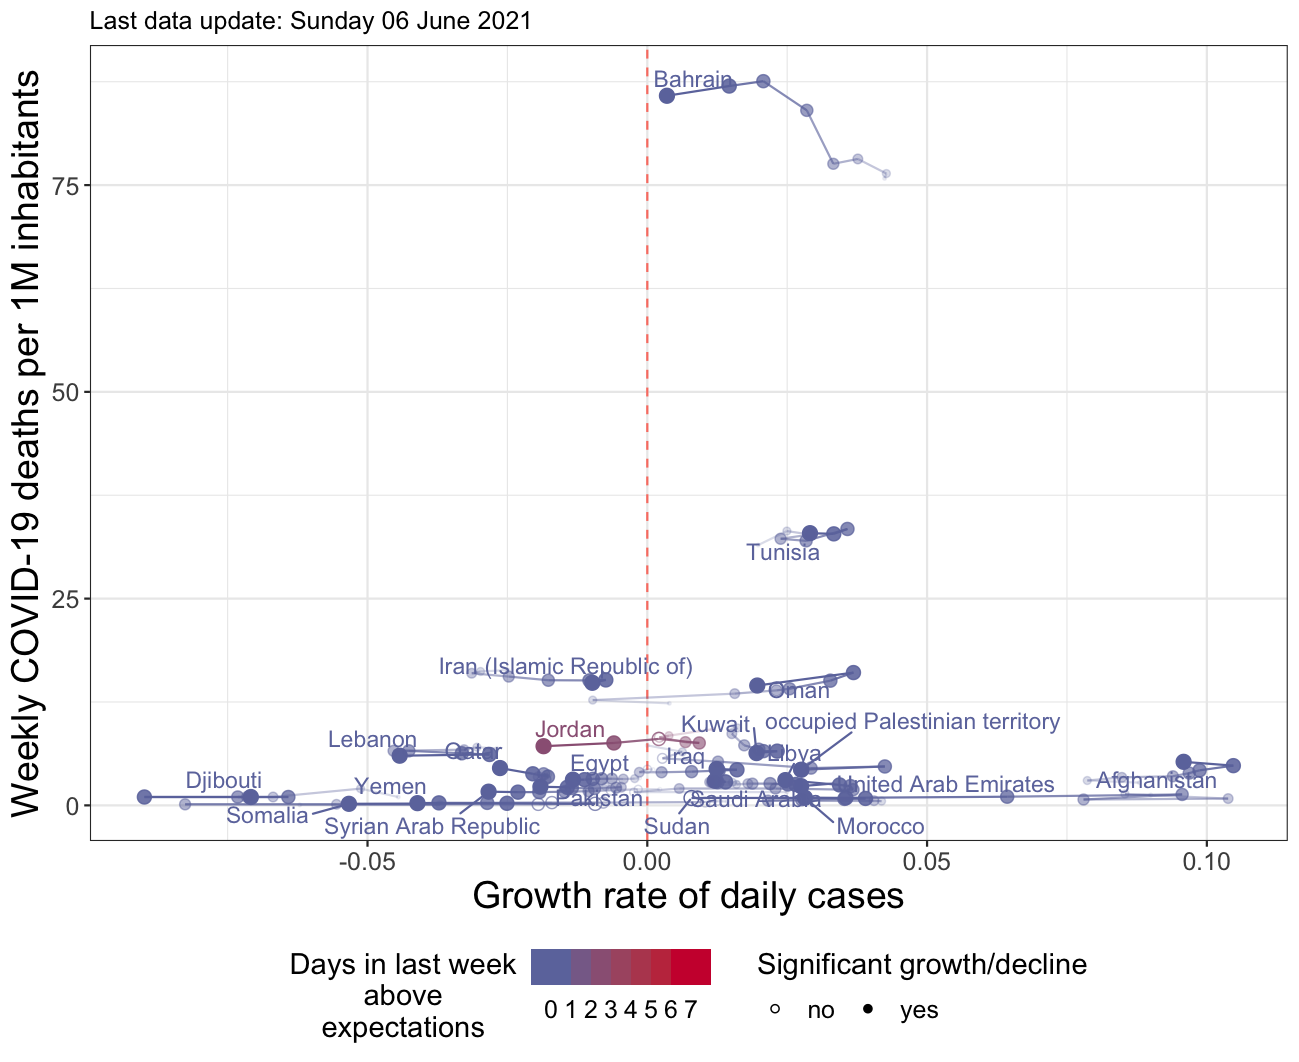 Last data update: Sunday 06 June 2021
Weekly COVID-19 deaths per 1M inhabitants
75
50
25
0
Bahrain
Tunisia
Iran (Islamic Republic of)
Oman
Jordan
Kuwait
occupied Palestinian territory
Lebanon
Qatar
Iraq
Libya
Egypt
Djibouti
Yemen
United Arab Emirates
Afghanistan
Pakistan
Saudi Arabia
Somalia
Syrian Arab Republic
Sudan
Morocco
-0.05
0.00
0.05
0.10
Growth rate of daily cases
Days in last week
above
expectations
0 1 2 3 4 5 6 7
Significant growth/decline
no
yes